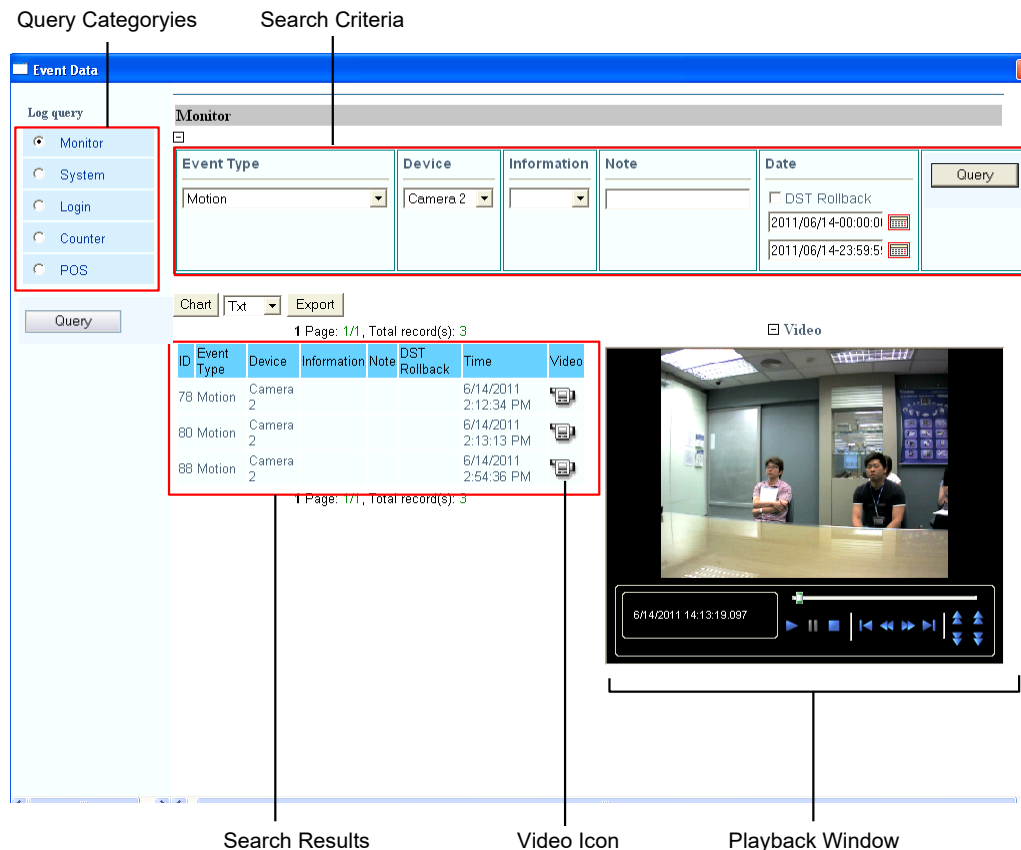 Query Categoryies
Search Criteria
Event Data
Log query
Monitor
System
Login
Counter
POS
Query
Monitor
Event Type
Device
Information
Note
Date
Query
Motion
Camera 2
DST Rollback
2011/06/14-00:00:00
2011/06/14-23:59:5
Chart
Txt
Export
1 Page: 1/1, Total record(s): 3
Video
ID Event Type Device Information Note DST Rollback Time Video
78 Motion Camera 2 6/14/2011 2:12:34 PM
80 Motion Camera 2 6/14/2011 2:13:13 PM
88 Motion Camera 2 6/14/2011 2:54:36 PM
1 Page: 1/1, Total record(s): 3
6/14/2011 14:13:19.097
Search Results
Video Icon
Playback Window